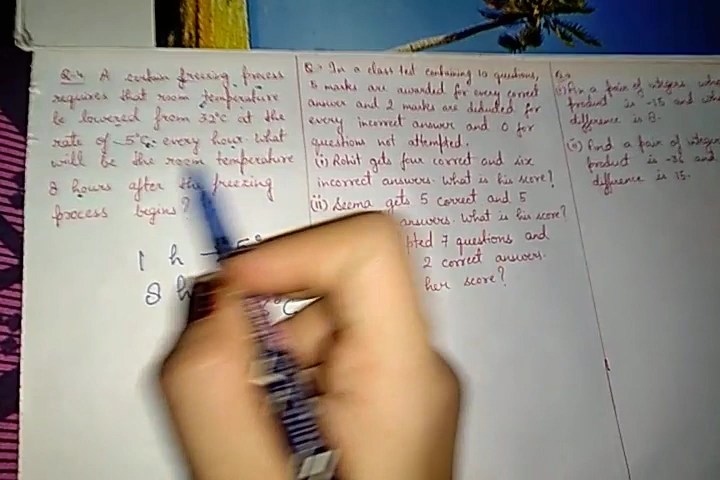 Q-4 A certain freezing process
requires that room temperature
be lowered from 32°C at the
rate of 5°C every hour. What
will be the room temperature
8 hours after the freezing
process begins?
1 h → 5°
8 h
°C
Q. In a class test containing 10 questions,
5 marks are awarded for every correct
answer and 2 marks are deducted for
every incorrect answer and 0 for
questions not attempted.
(i) Rohit gets four correct and six
incorrect answers. What is his score?
(ii) Seema gets 5 correct and 5
answers. What is his score?
pted 7 questions and
2 correct answers.
her score?
a pair of integers
product is -15 and
difference is 8.
(ii) Find a pair of integers
product is -36 and
difference is 15.